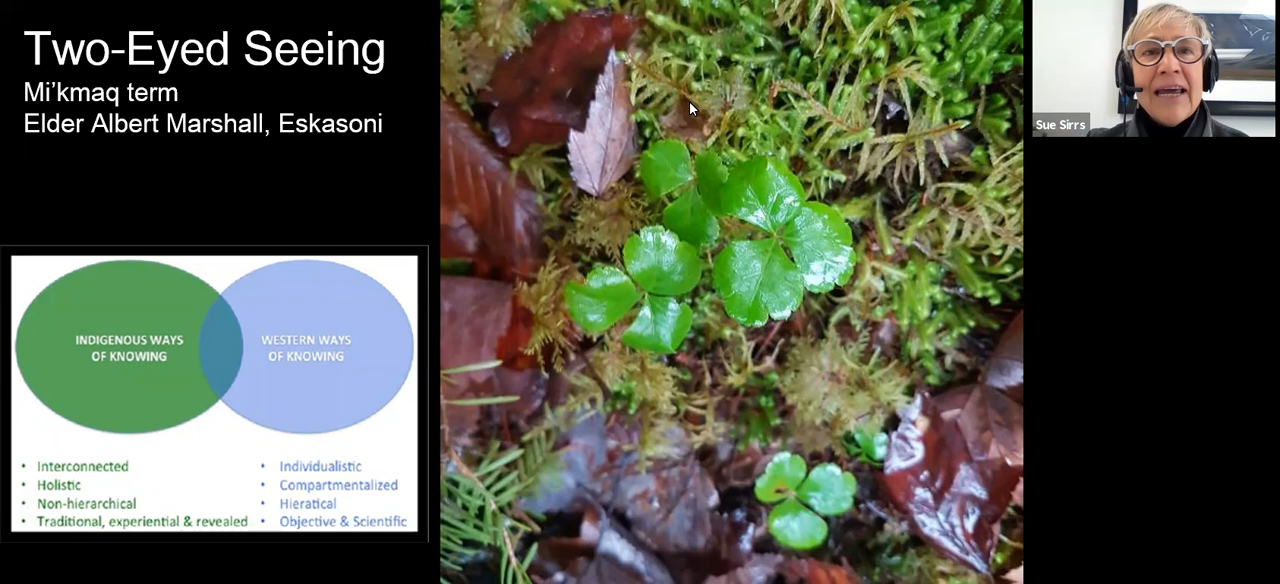 Two-Eyed Seeing
Mi'kmaq term
Elder Albert Marshall, Eskasoni
Sue Sirrs
INDIGENOUS WAYS
OF KNOWING
WESTERN WAYS
OF KNOWING
• Interconnected
• Holistic
• Non-hierarchical
• Traditional, experiential & revealed
• Individualistic
• Compartmentalized
• Hieratical
• Objective & Scientific